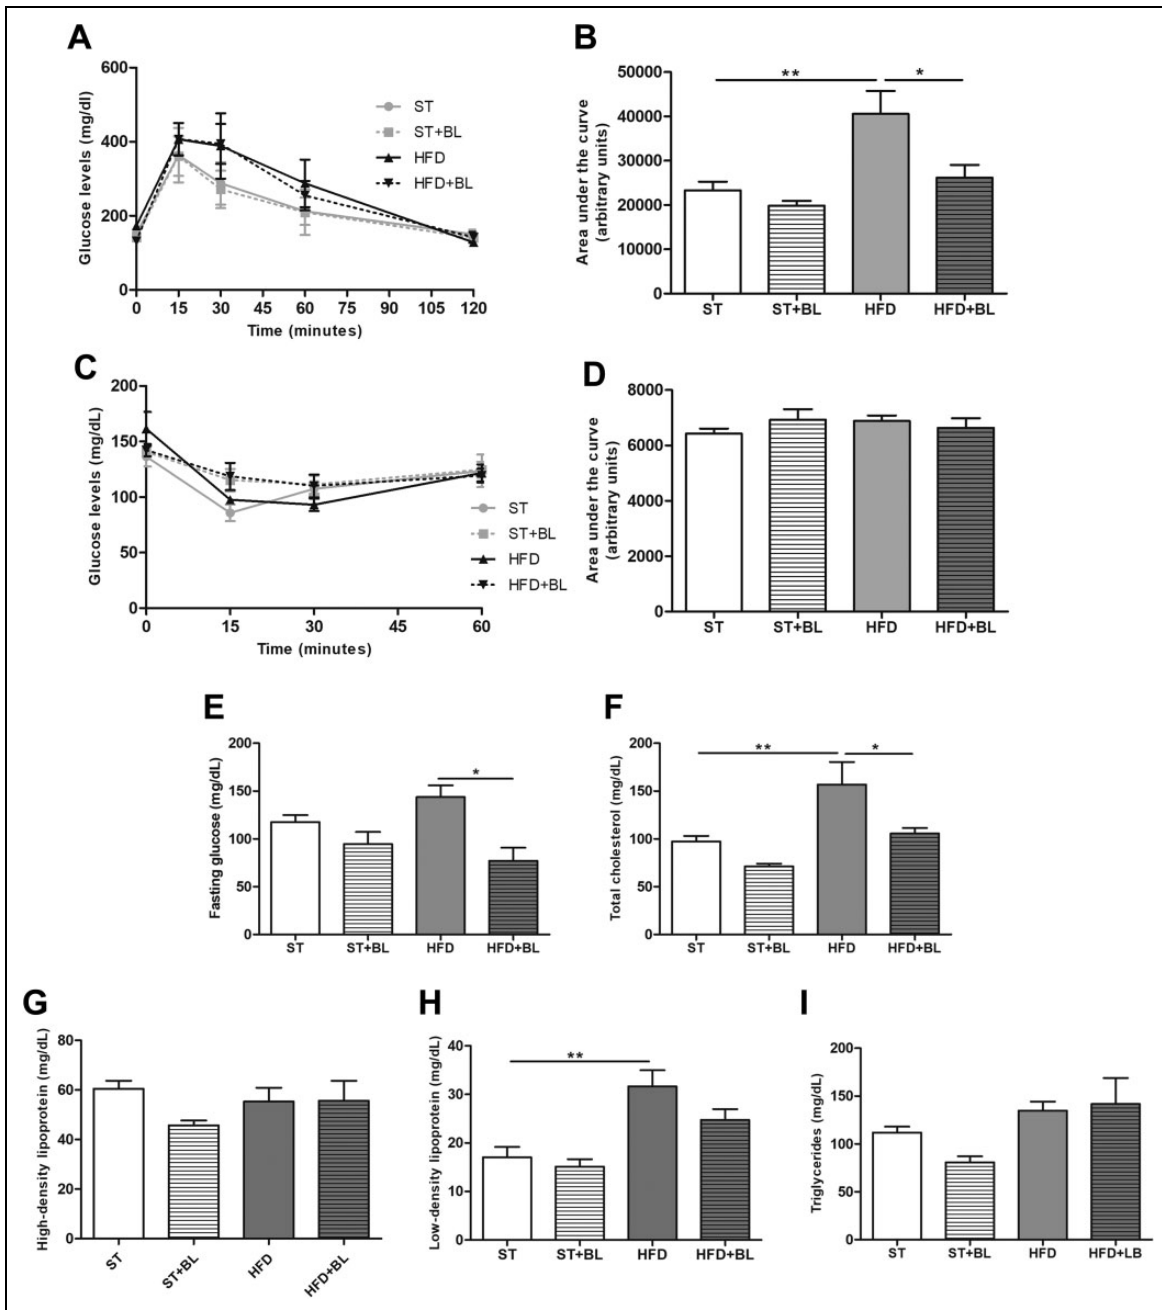 A
Glucose levels (mg/dl)
600
400
200
0
0 15 30 45 60 75 90 105 120
Time (minutes)
ST
ST+BL
HFD
HFD+BL
B
Area under the curve
(arbitrary units)
50000
40000
30000
20000
10000
0
** *
ST ST+BL HFD HFD+BL
C
Glucose levels (mg/dL)
200
150
100
50
0
0 15 30 45 60
Time (minutes)
ST
ST+BL
HFD
HFD+BL
D
Area under the curve
(arbitrary units)
8000
6000
4000
2000
0
ST ST+BL HFD HFD+BL
E
Fasting glucose (mg/dL)
200
150
100
50
0
*
ST ST+BL HFD HFD+BL
F
Total cholesterol (mg/dL)
200
150
100
50
0
** *
ST ST+BL HFD HFD+BL
G
High-density lipoprotein (mg/dL)
80
60
40
20
0
ST ST+BL HFD HFD+BL
H
Low-density lipoprotein (mg/dL)
40
30
20
10
0
**
ST ST+BL HFD HFD+BL
I
Triglycerides (mg/dL)
200
150
100
50
0
ST ST+BL HFD HFD+LB